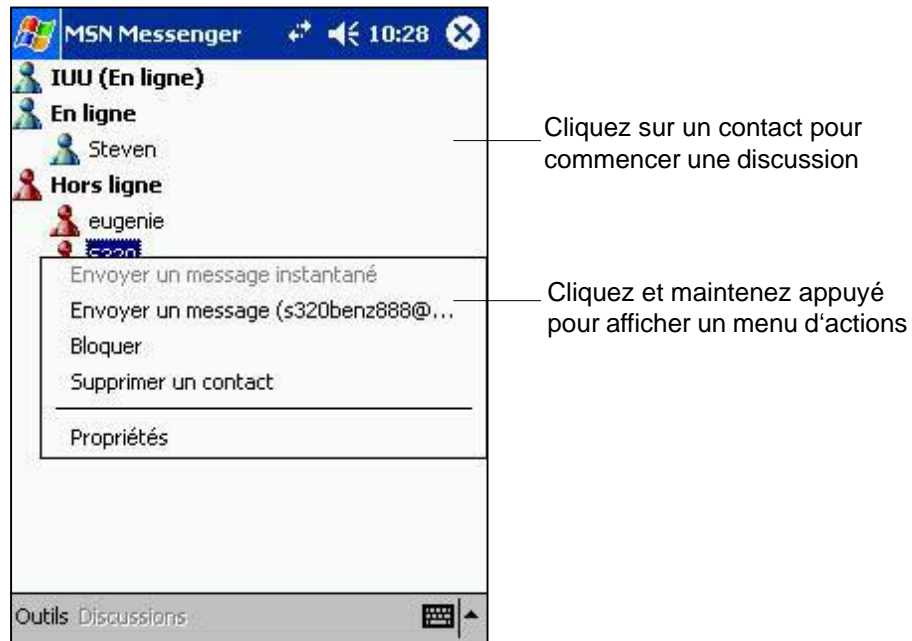 MSN Messenger 10:28
IUU (En ligne)
En ligne
Steven
Cliquez sur un contact pour
commencer une discussion
Hors ligne
eugenie
Envoyer un message instantané
Envoyer un message (s320benz888@...
Cliquez et maintenez appuyé
pour afficher un menu d‘actions
Bloquer
Supprimer un contact
Propriétés
Outils Discussions